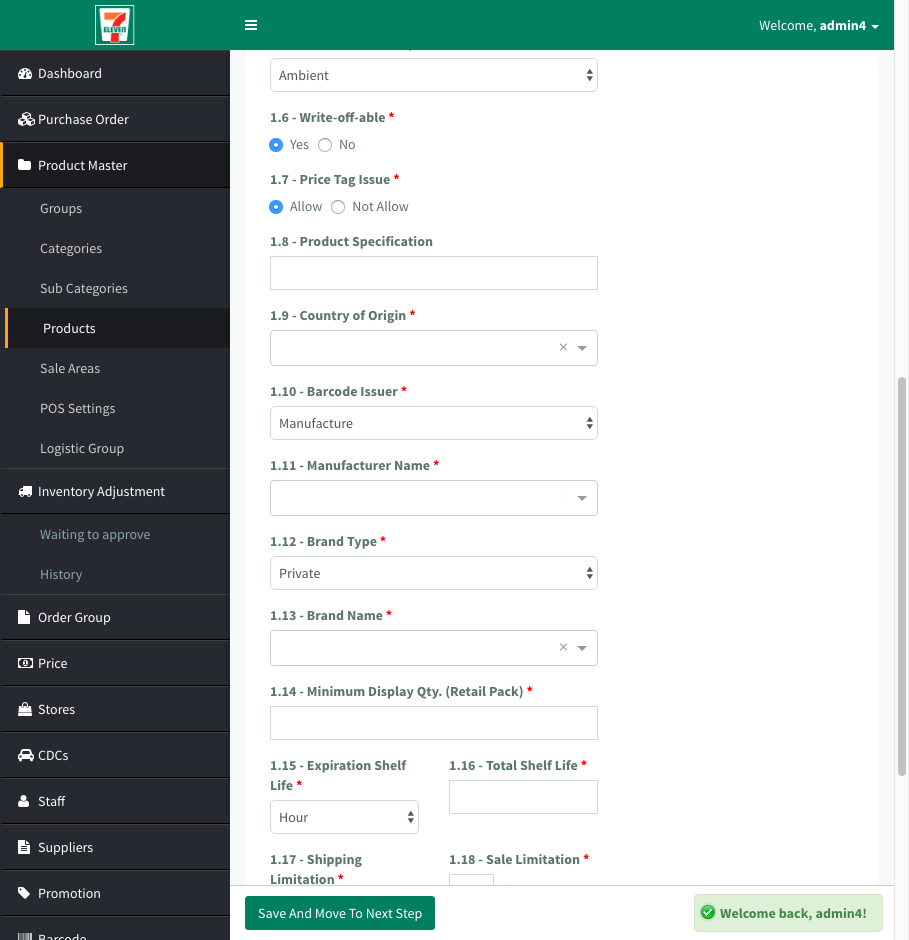 7
ELEVEN
Welcome, admin4
Dashboard
Purchase Order
Product Master
Groups
Categories
Sub Categories
Products
Sale Areas
POS Settings
Logistic Group
Inventory Adjustment
Waiting to approve
History
Order Group
Price
Stores
CDCs
Staff
Suppliers
Promotion
Barcode
Ambient
1.6 - Write-off-able *
Yes No
1.7 - Price Tag Issue *
Allow Not Allow
1.8 - Product Specification
1.9 - Country of Origin *
×
1.10 - Barcode Issuer *
Manufacture
1.11 - Manufacturer Name *
1.12 - Brand Type *
Private
1.13 - Brand Name *
×
1.14 - Minimum Display Qty. (Retail Pack) *
1.15 - Expiration Shelf
Life *
Hour
1.16 - Total Shelf Life *
1.17 - Shipping
Limitation *
1.18 - Sale Limitation *
Save And Move To Next Step
Welcome back, admin4!